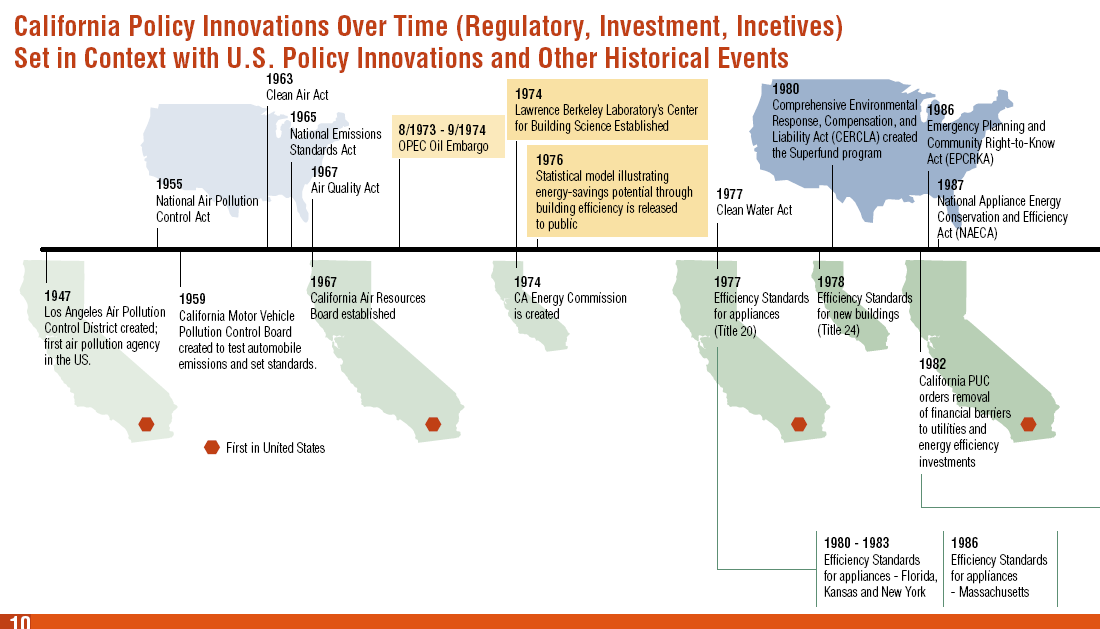 California Policy Innovations Over Time (Regulatory, Investment, Incetives)
Set in Context with U.S. Policy Innovations and Other Historical Events
1963
Clean Air Act
1965
National Emissions
Standards Act
1967
Air Quality Act
1955
National Air Pollution
Control Act
8/1973 - 9/1974
OPEC Oil Embargo
1974
Lawrence Berkeley Laboratory's Center
for Building Science Established
1976
Statistical model illustrating
energy-savings potential through
building efficiency is released
to public
1977
Clean Water Act
1980
Comprehensive Environmental
Response, Compensation, and
Liability Act (CERCLA) created
the Superfund program
1986
Emergency Planning and
Community Right-to-Know
Act (EPCRKA)
1987
National Appliance Energy
Conservation and Efficiency
Act (NAECA)
1947
Los Angeles Air Pollution
Control District created;
first air pollution agency
in the US.
1959
California Motor Vehicle
Pollution Control Board
created to test automobile
emissions and set standards.
1967
California Air Resources
Board established
1974
CA Energy Commission
is created
1977
Efficiency Standards
for appliances
(Title 20)
1978
Efficiency Standards
for new buildings
(Title 24)
1982
California PUC
orders removal
of financial barriers
to utilities and
energy efficiency
investments
First in United States
1980 - 1983
Efficiency Standards
for appliances - Florida,
Kansas and New York
1986
Efficiency Standards
for appliances
- Massachusetts
10